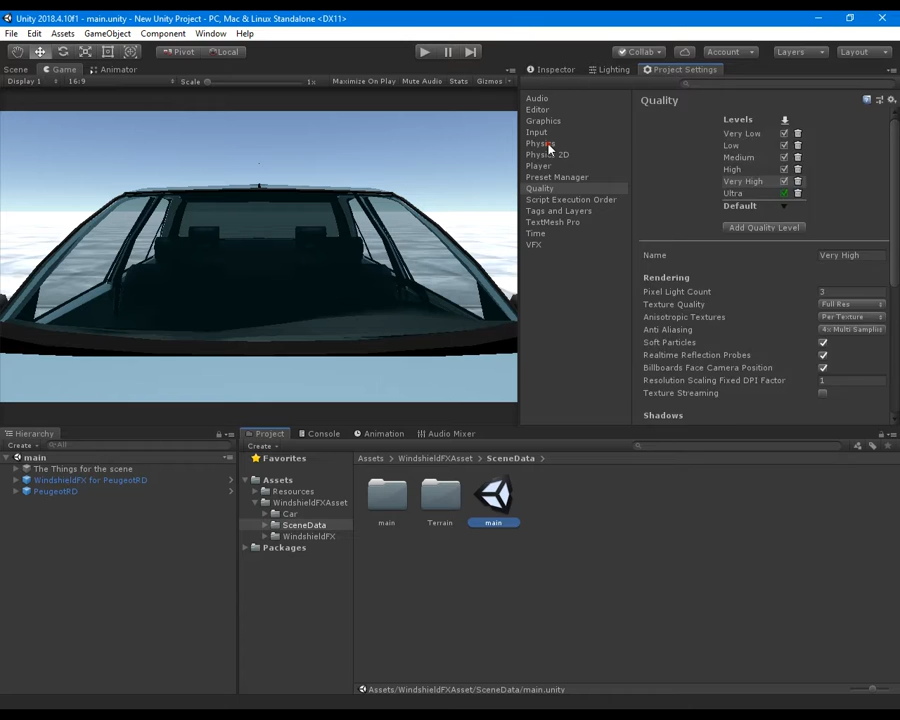 Unity 2018.4.10f1 - main.unity - New Unity Project - PC, Mac & Linux Standalone <DX11>
File Edit Assets GameObject Component Window Help
Pivot Local Collab Account Layers Layout
Scene Game Animator
Display 1 16:9 Scale 1x Maximize On Play Mute Audio Stats Gizmos
Inspector Lighting Project Settings
Audio
Editor
Graphics
Input
Physics
Physics 2D
Player
Preset Manager
Quality
Script Execution Order
Tags and Layers
TextMesh Pro
Time
VFX
Quality
Levels
Very Low
Low
Medium
High
Very High
Ultra
Default
Add Quality Level
Name Very High
Rendering
Pixel Light Count 3
Texture Quality Full Res
Anisotropic Textures Per Texture
Anti Aliasing 4x Multi Samplin
Soft Particles
Realtime Reflection Probes
Billboards Face Camera Position
Resolution Scaling Fixed DPI Factor 1
Texture Streaming
Shadows
Hierarchy
Create All
main
The Things for the scene
WindshieldFX for PeugeotRD
PeugeotRD
Project Console Animation Audio Mixer
Create
Favorites
Assets
Resources
WindshieldFXAsset
Car
SceneData
WindshieldFX
Packages
Assets WindshieldFXAsset SceneData
main Terrain main
Assets/WindshieldFXAsset/SceneData/main.unity